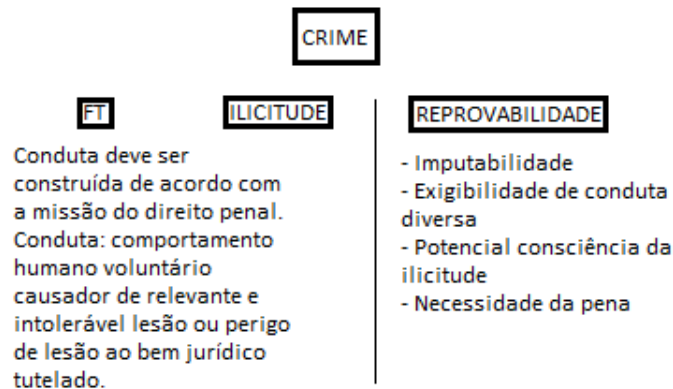 CRIME
FT
ILICITUDE
Conduta deve ser
construída de acordo com
a missão do direito penal.
Conduta: comportamento
humano voluntário
causador de relevante e
intolerável lesão ou perigo
de lesão ao bem jurídico
tutelado.
REPROVABILIDADE
- Imputabilidade
- Exigibilidade de conduta
diversa
- Potencial consciência da
ilicitude
- Necessidade da pena